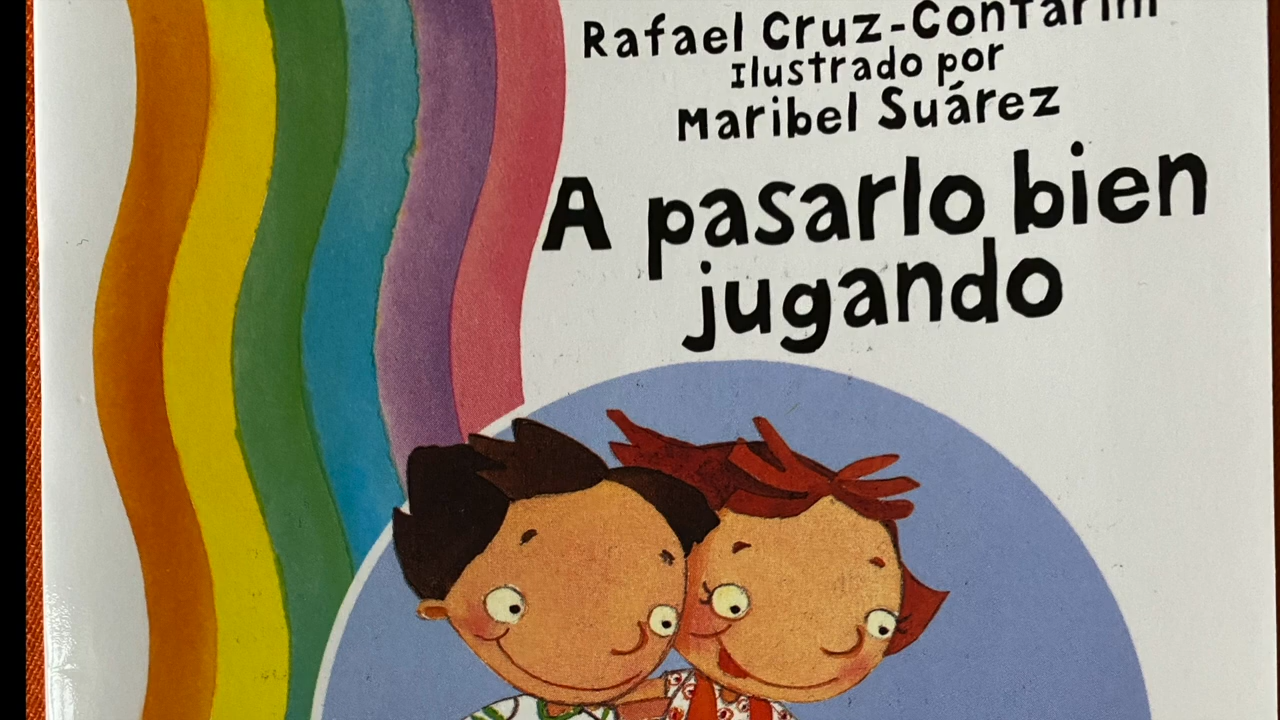 Rafael Cruz-Contarini
Ilustrado por
Maribel Suárez
A pasarlo bien
jugando